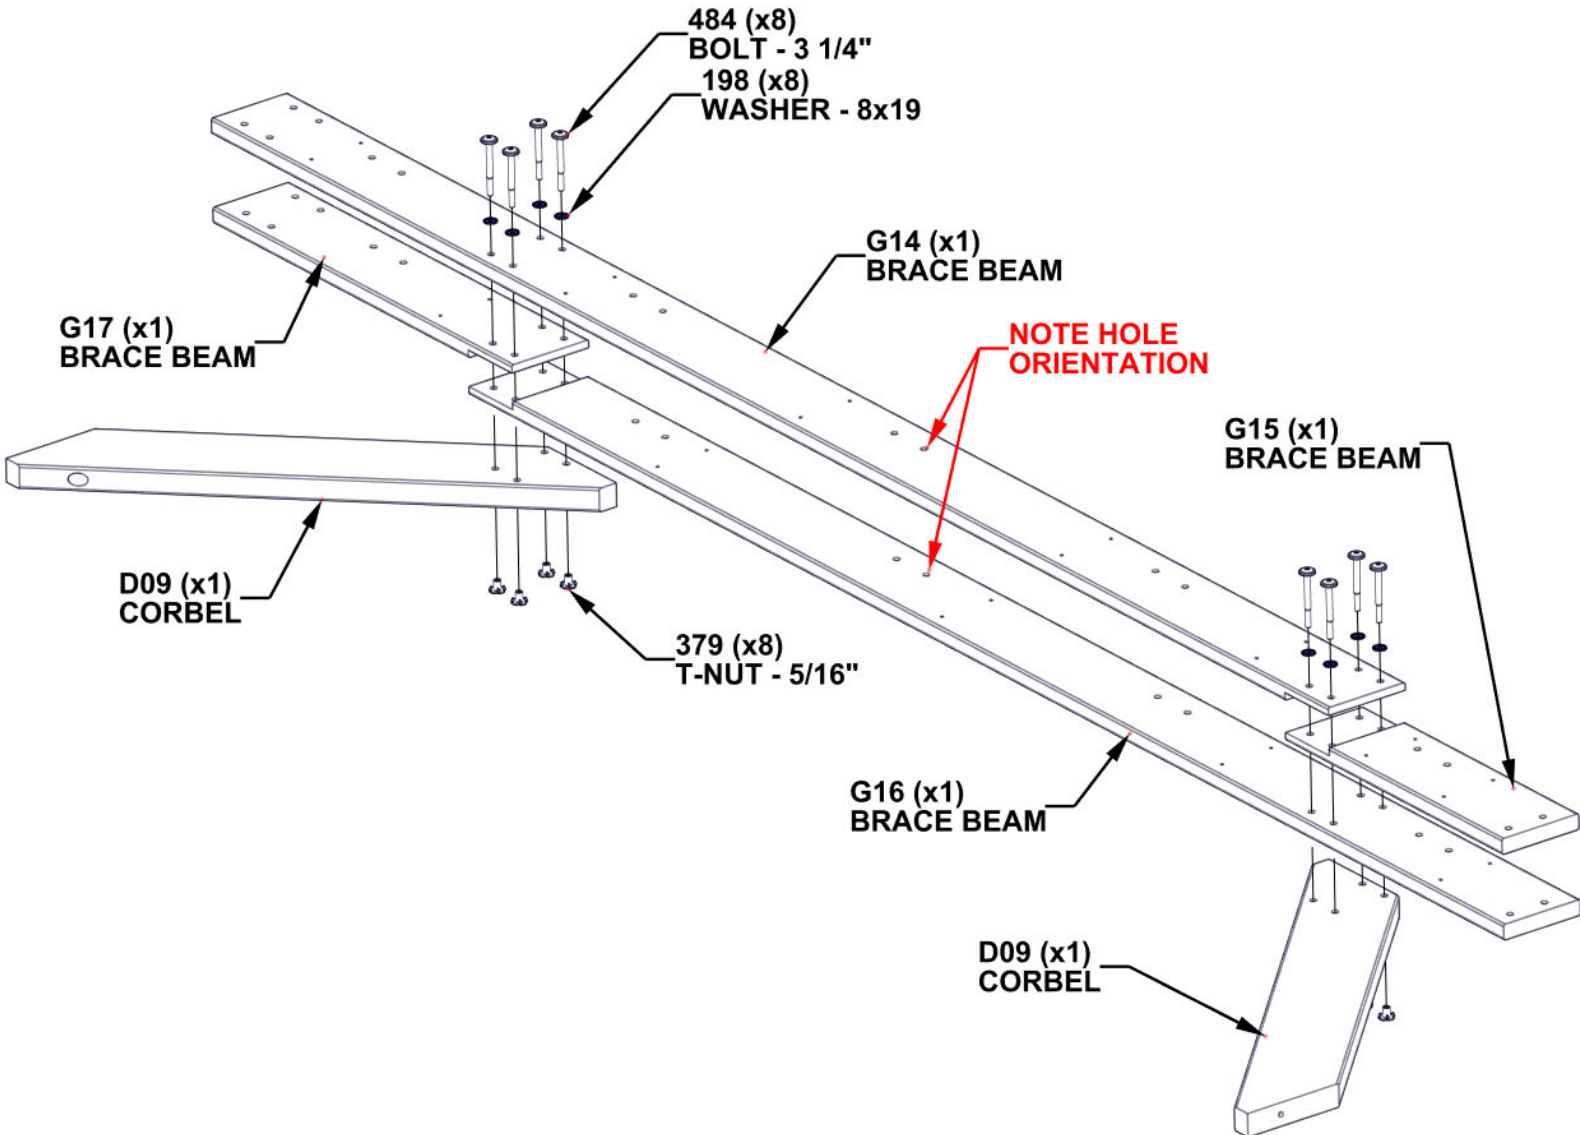 484 (x8)
BOLT - 3 1/4"
198 (x8)
WASHER - 8x19
G14 (x1)
BRACE BEAM
G17 (x1)
BRACE BEAM
NOTE HOLE
ORIENTATION
G15 (x1)
BRACE BEAM
D09 (x1)
CORBEL
379 (x8)
T-NUT - 5/16"
G16 (x1)
BRACE BEAM
D09 (x1)
CORBEL